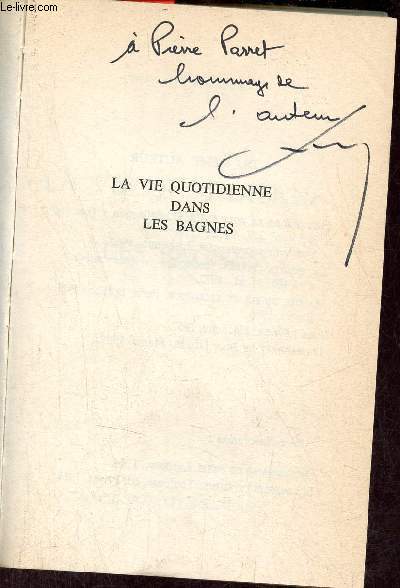 © Le-livre.com
à Pierre Parret
hommage de
l'auteur
LA VIE QUOTIDIENNE
DANS
LES BAGNES